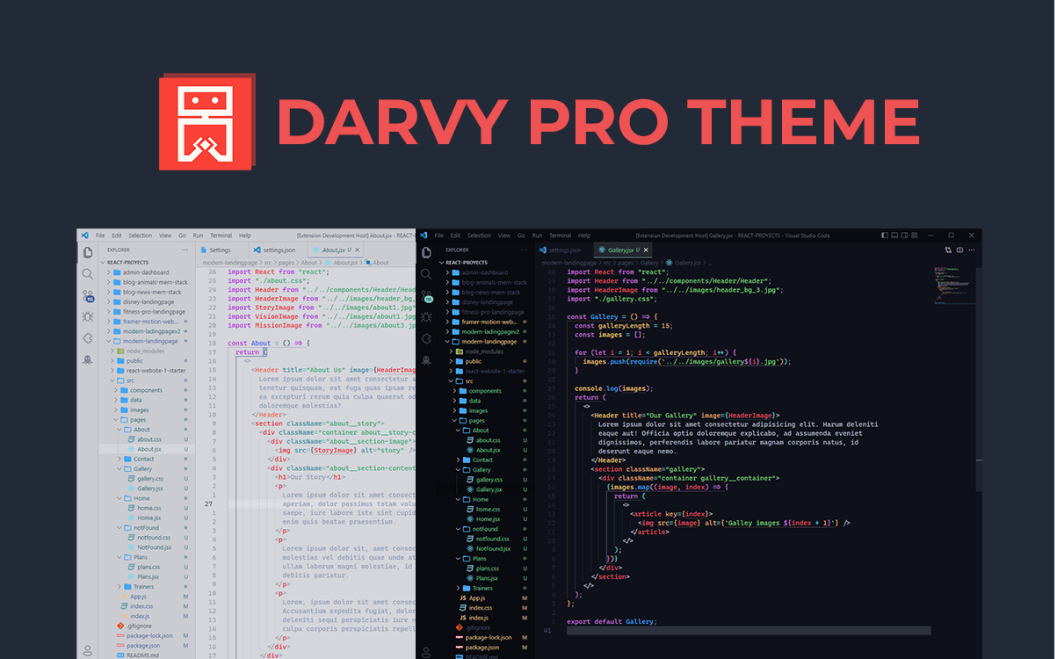 DARVY PRO THEME
File Edit Selection View Go Run Terminal Help
[Extension Development Host] About.jsx - REACT-PROYECTS
EXPLORER
REACT-PROYECTS
admin-dashboard
blog-animals-mern-stack
blog-news-mern-stack
disney-landingpage
fitness-pro-landingpage
framer-motion-web...
modern-ladingpagev2
modern-landingpage
node_modules
public
react-website-1-starter
src
components
data
images
pages
About
about.css U
About.jsx U
Contact
Gallery
gallery.css U
Gallery.jsx U
Home
home.css U
Home.jsx U
notFound
notfound.css U
NotFound.jsx U
Plans
plans.css U
Plans.jsx U
Trainers
App.js M
index.css M
index.js M
.gitignore
package-lock.json M
package.json M
README.md
Settings settings.json About.jsx U
modern-landingpage > src > pages > About > About.jsx > About
import React from "react";
import "./about.css";
import Header from "../../components/Header/Head
import HeaderImage from "../../images/header_bg_
import StoryImage from "../../images/about1.jpg"
import VisionImage from "../../images/about2.jpg
import MissionImage from "../../images/about3.jp
const About = () => {
return (
<>
<Header title="About Us" image={HeaderImag
Lorem ipsum dolor sit amet consectetur a
tenetur quisquam, est fuga quas ipsam re
ea excepturi rerum quia culpa quaerat od
doloremque molestias?
</Header>
<section className="about__story">
<div className="container about__story-c
<div className="about__section-image">
<img src={StoryImage} alt="story" />
</div>
<div className="about__section-content
<h1>Our Story</h1>
<p>
Lorem ipsum dolor sit amet consect
27
aperiam, dolor possimus totam volu
saepe, iure labore iste sint cupid
enim quis beatae praesentium.
</p>
<p>
Lorem ipsum dolor sit, amet consec
molestias vel debitis quod unde at
ullam laborum magni molestiae, id
debitis pariatur.
</p>
<p>
Lorem, ipsum dolor sit amet consec
Accusantium expedita fugiat, dolor
deleniti sequi perspiciatis iure n
culpa corporis perspiciatis repell
</p>
</div>
</div>
File Edit Selection View Go Run Terminal Help
[Extension Development Host] Gallery.jsx - REACT-PROYECTS - Visual Studio Code
EXPLORER
REACT-PROYECTS
admin-dashboard
blog-animals-mern-stack
blog-news-mern-stack
disney-landingpage
fitness-pro-landingpage
framer-motion-web...
modern-ladingpagev2
modern-landingpage
node_modules
public
react-website-1-starter
src
components
data
images
pages
About
about.css U
About.jsx U
Contact
Gallery
gallery.css U
Gallery.jsx U
Home
home.css U
Home.jsx U
notFound
notfound.css U
NotFound.jsx U
Plans
plans.css U
Plans.jsx U
Trainers
App.js M
index.css M
index.js M
.gitignore
package-lock.json M
package.json M
README.md
settings.json Gallery.jsx U
modern-landingpage > src > pages > Gallery > Gallery.jsx > ...
import React from "react";
import Header from "../../components/Header/Header";
import HeaderImage from "../../images/header_bg_3.jpg";
import "./gallery.css";
const Gallery = () => {
const galleryLength = 15;
const images = [];
for (let i = 1; i < galleryLength; i++) {
images.push(require(`../../images/gallery${i}.jpg`));
}
console.log(images);
return (
<>
<Header title="Our Gallery" image={HeaderImage}>
Lorem ipsum dolor sit amet consectetur adipisicing elit. Harum deleniti
eaque aut! Officia optio doloremque explicabo, ad assumenda eveniet
dignissimos, perferendis labore pariatur magnam corporis natus, id
deserunt eaque nemo.
</Header>
<section className="gallery">
<div className="container gallery__container">
{images.map((image, index) => {
return (
<>
<article key={index}>
<img src={image} alt={`Galley images ${index + 1}`} />
</article>
</>
);
})}
</div>
</section>
</>
);
};
export default Gallery;
41